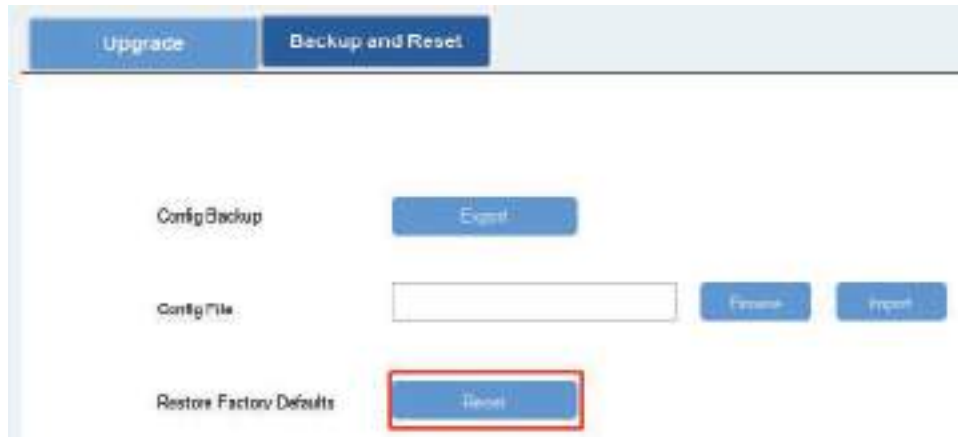 Upgrade
Backup and Reset
Config Backup
Export
Config File
Browse
Import
Restore Factory Defaults
Reset